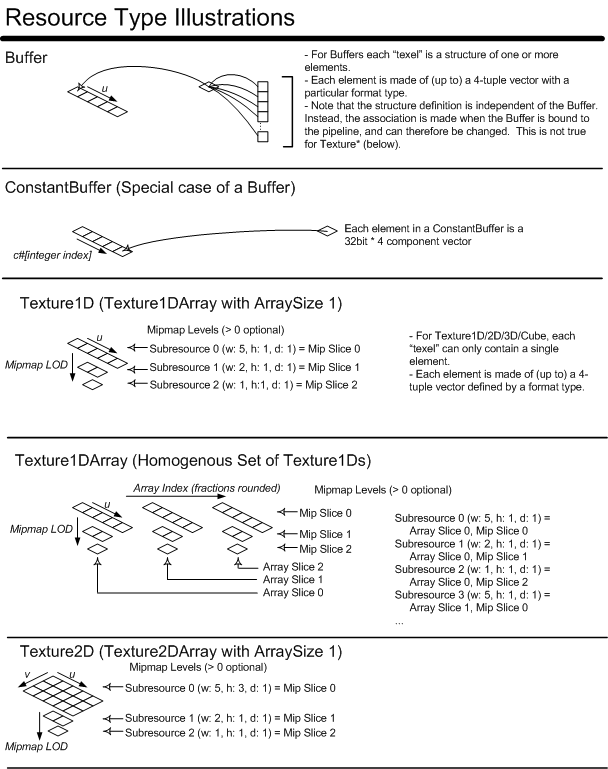 Resource Type Illustrations
Buffer
u
- For Buffers each "texel" is a structure of one or more
elements.
- Each element is made of (up to) a 4-tuple vector with a
particular format type.
- Note that the structure definition is independent of the Buffer.
Instead, the association is made when the Buffer is bound to
the pipeline, and can therefore be changed.  This is not true
for Texture* (below).
ConstantBuffer (Special case of a Buffer)
c#[integer index]
Each element in a ConstantBuffer is a
32bit * 4 component vector
Texture1D (Texture1DArray with ArraySize 1)
u
Mipmap LOD
Mipmap Levels (> 0 optional)
Subresource 0 (w: 5, h: 1, d: 1) = Mip Slice 0
Subresource 1 (w: 2, h: 1, d: 1) = Mip Slice 1
Subresource 2 (w: 1, h:1, d: 1) = Mip Slice 2
- For Texture1D/2D/3D/Cube, each
"texel" can only contain a single
element.
- Each element is made of (up to) a 4-
tuple vector defined by a format type.
Texture1DArray (Homogenous Set of Texture1Ds)
Array Index (fractions rounded)
u
Mipmap LOD
Mipmap Levels (> 0 optional)
Mip Slice 0
Mip Slice 1
Mip Slice 2
Array Slice 2
Array Slice 1
Array Slice 0
Subresource 0 (w: 5, h: 1, d: 1) =
Array Slice 0, Mip Slice 0
Subresource 1 (w: 2, h: 1, d: 1) =
Array Slice 0, Mip Slice 1
Subresource 2 (w: 1, h: 1, d: 1) =
Array Slice 0, Mip Slice 2
Subresource 3 (w: 5, h: 1, d: 1) =
Array Slice 1, Mip Slice 0
...
Texture2D (Texture2DArray with ArraySize 1)
Mipmap Levels (> 0 optional)
v
u
Subresource 0 (w: 5, h: 3, d: 1) = Mip Slice 0
Subresource 1 (w: 2, h: 1, d: 1) = Mip Slice 1
Subresource 2 (w: 1, h: 1, d: 1) = Mip Slice 2
Mipmap LOD